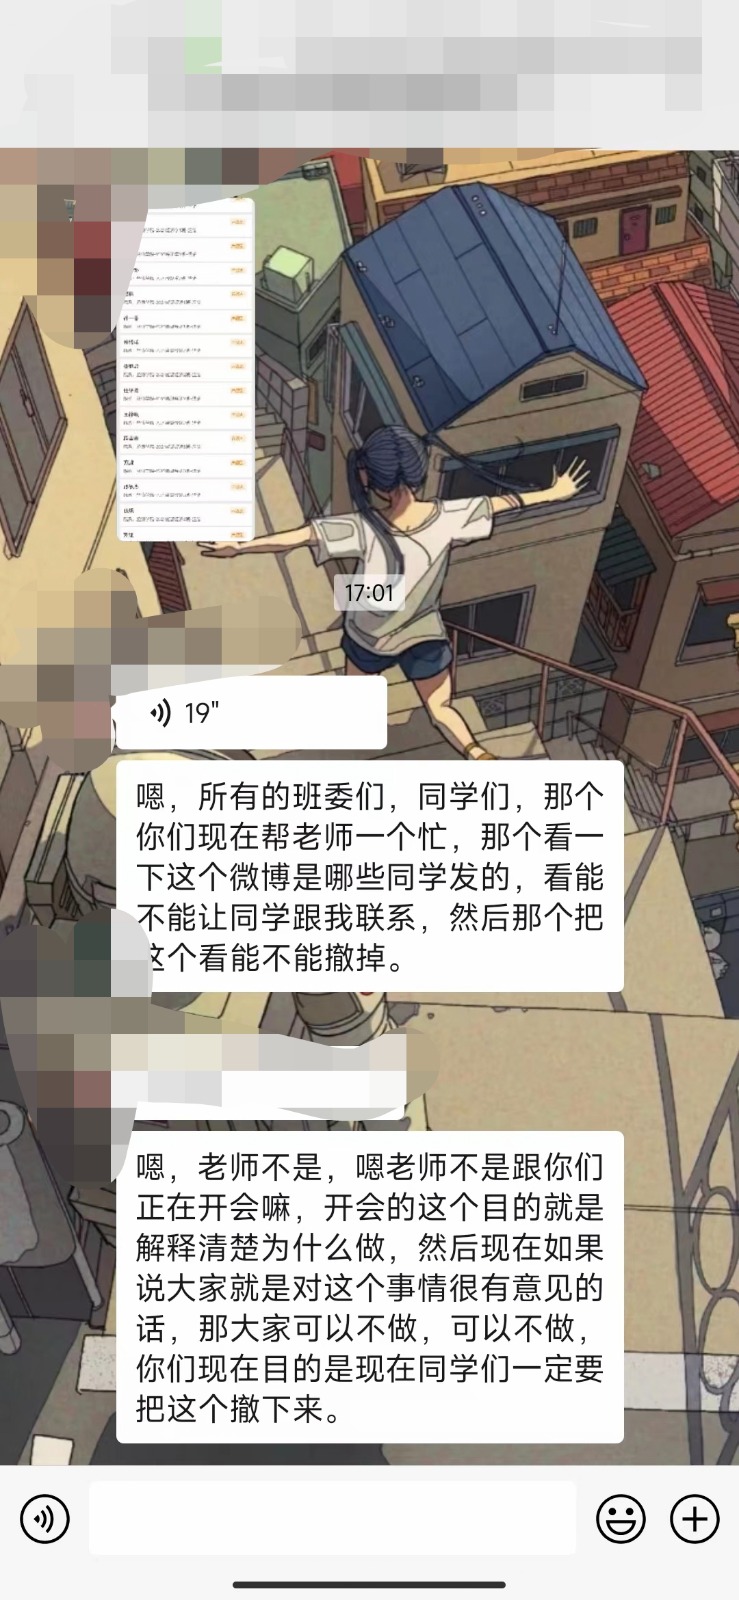 17:01
19"
嗯，所有的班委们，同学们，那个
你们现在帮老师一个忙，那个看一
下这个微博是哪些同学发的，看能
不能让同学跟我联系，然后那个把
这个看能不能撤掉。
嗯，老师不是，嗯老师不是跟你们
正在开会嘛，开会的这个目的就是
解释清楚为什么做，然后现在如果
说大家就是对这个事情很有意见的
话，那大家可以不做，可以不做，
你们现在目的是现在同学们一定要
把这个撤下来。